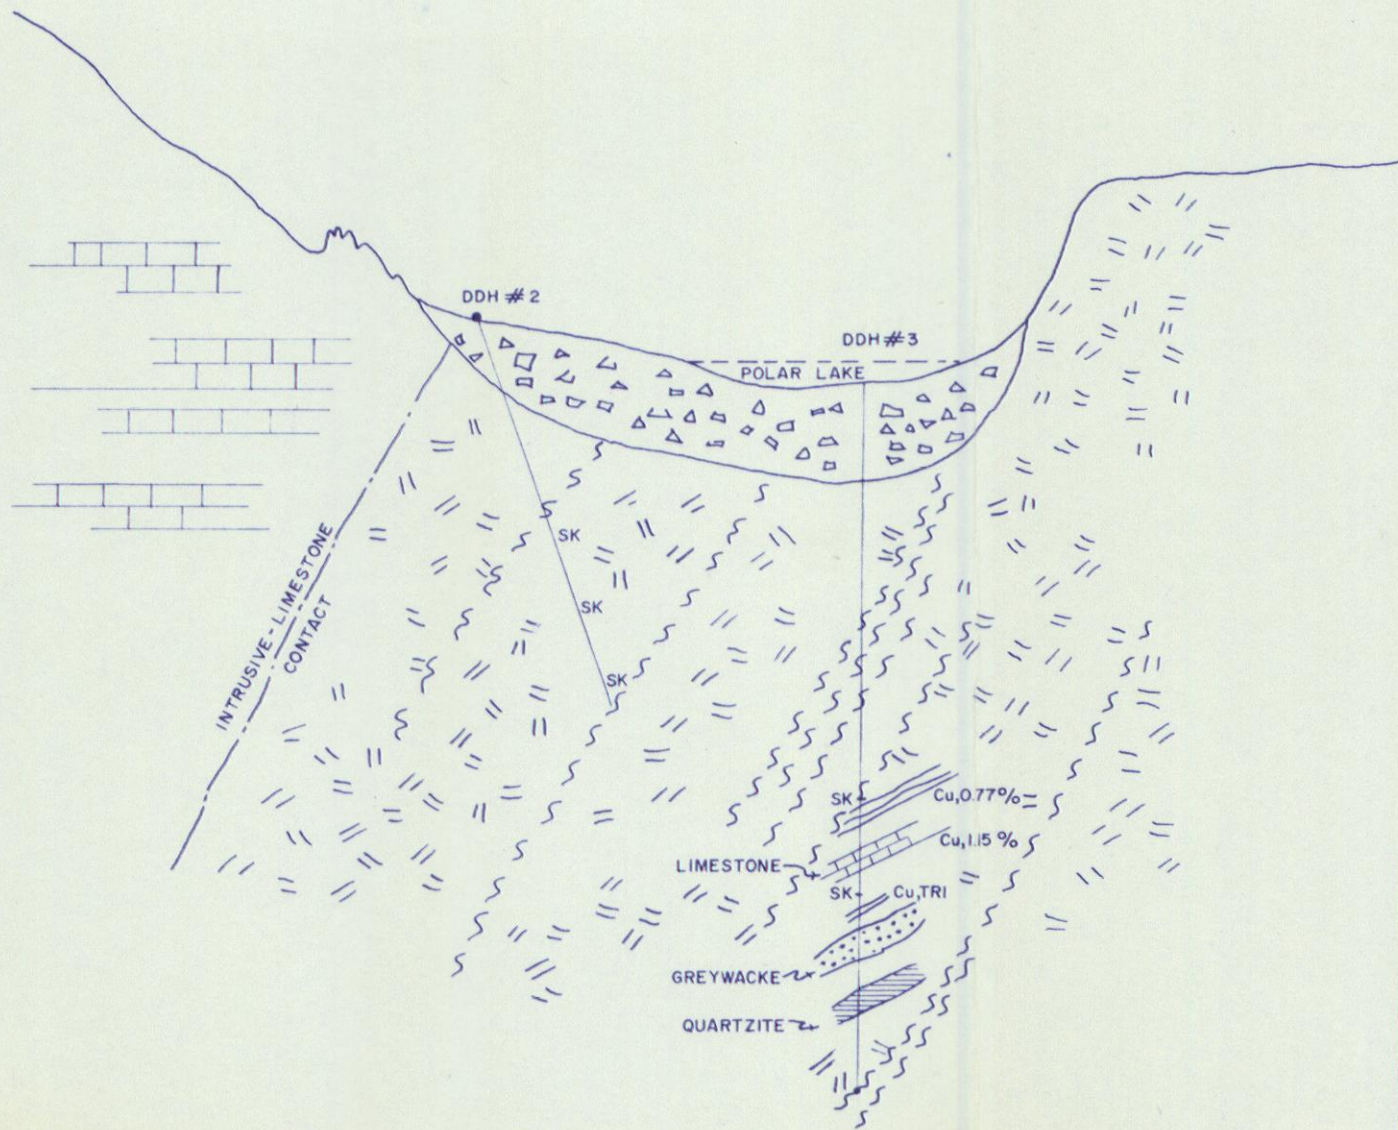 DDH #2
DDH #3
POLAR LAKE
SK
SK
SK
INTRUSIVE - LIMESTONE
CONTACT
SK
Cu,0.77%
Cu,1.15%
LIMESTONE
SK
Cu,TRI
GREYWACKE
QUARTZITE